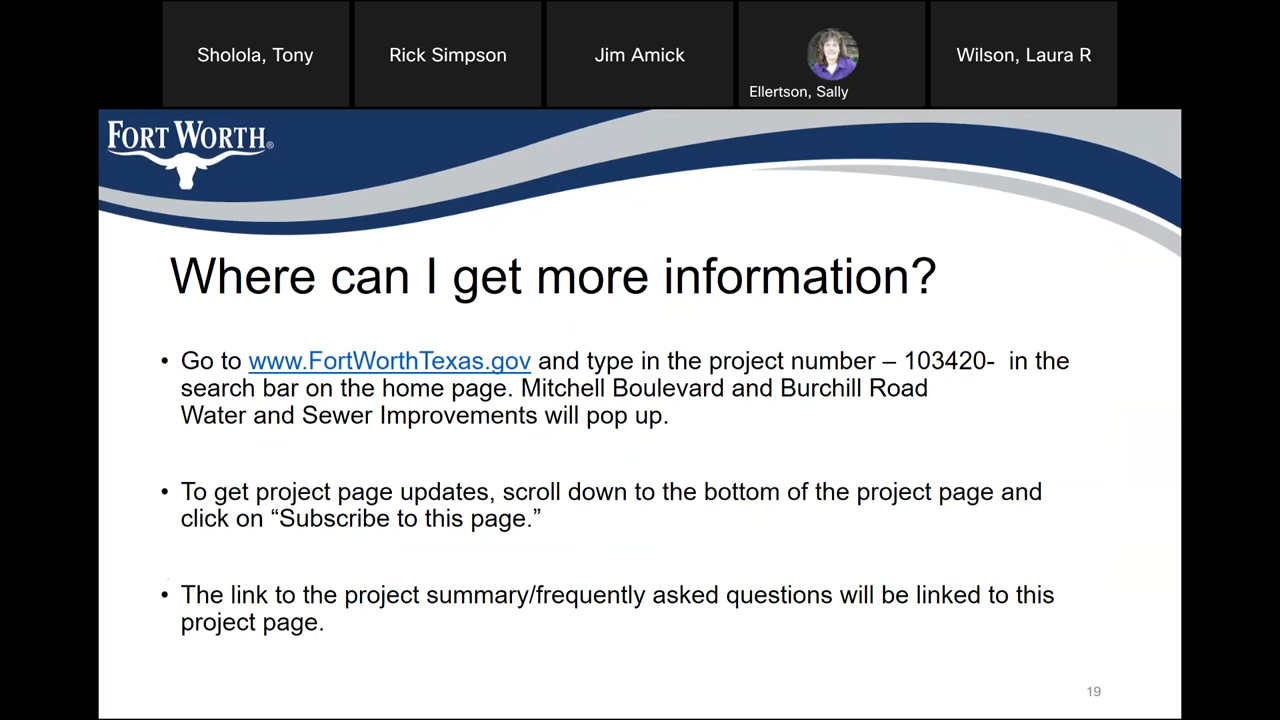 Sholola, Tony
Rick Simpson
Jim Amick
Ellertson, Sally
Wilson, Laura R
FORT WORTH®
Where can I get more information?
• Go to www.FortWorthTexas.gov and type in the project number – 103420-  in the
search bar on the home page. Mitchell Boulevard and Burchill Road
Water and Sewer Improvements will pop up.
• To get project page updates, scroll down to the bottom of the project page and
click on “Subscribe to this page.”
• The link to the project summary/frequently asked questions will be linked to this
project page.
19